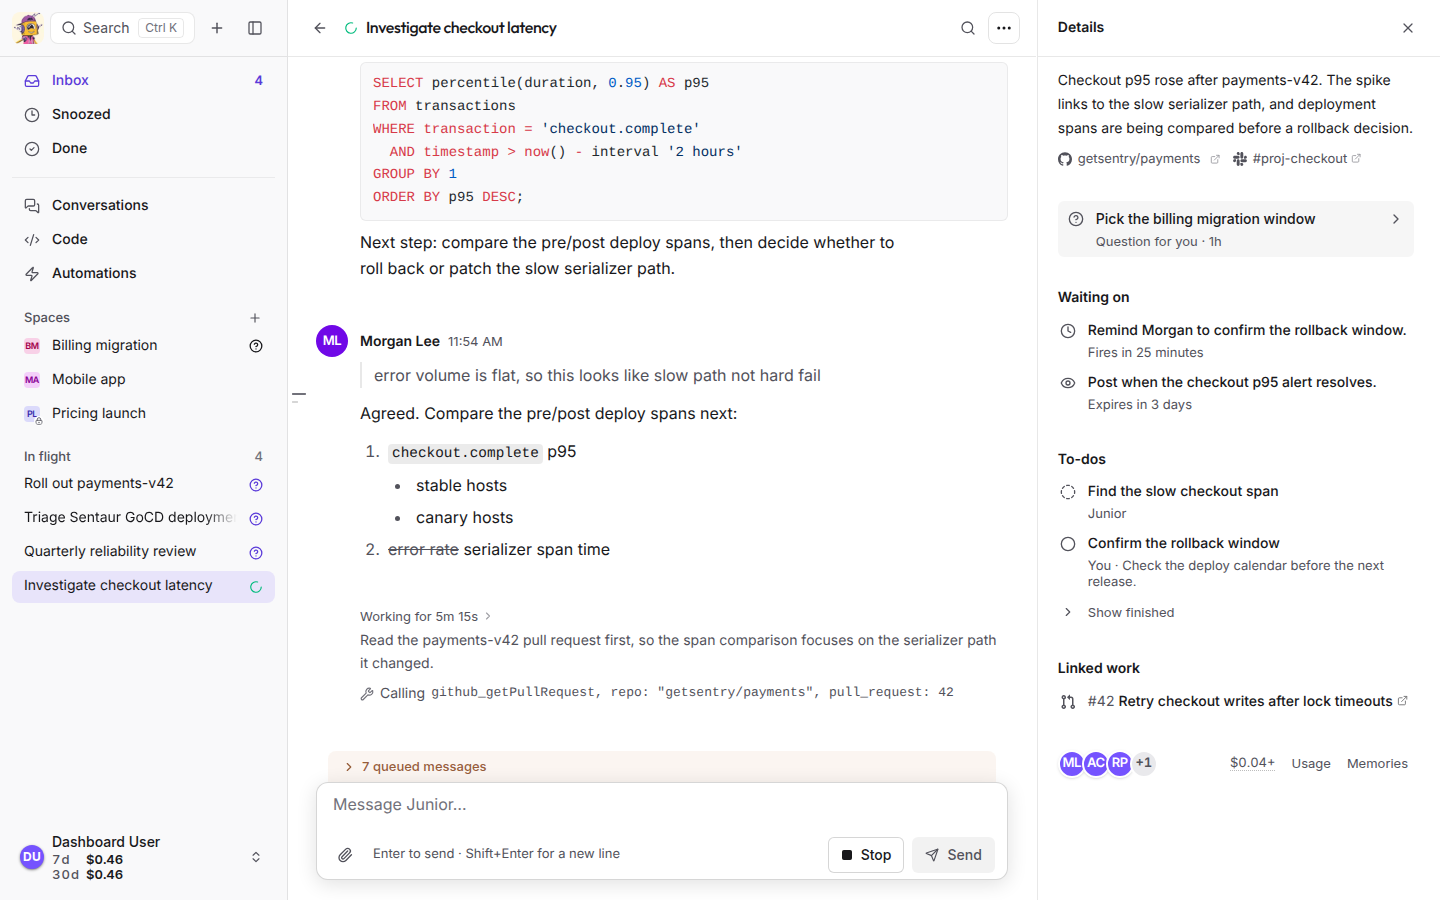 Search Ctrl K
Inbox 4
Snoozed
Done
Conversations
Code
Automations
Spaces
BM Billing migration
MA Mobile app
PL Pricing launch
In flight 4
Roll out payments-v42
Triage Sentaur GoCD deployme
Quarterly reliability review
Investigate checkout latency
DU Dashboard User
7d $0.46
30d $0.46
Investigate checkout latency
SELECT percentile(duration, 0.95) AS p95
FROM transactions
WHERE transaction = 'checkout.complete'
AND timestamp > now() - interval '2 hours'
GROUP BY 1
ORDER BY p95 DESC;
Next step: compare the pre/post deploy spans, then decide whether to
roll back or patch the slow serializer path.
ML Morgan Lee 11:54 AM
error volume is flat, so this looks like slow path not hard fail
Agreed. Compare the pre/post deploy spans next:
1. checkout.complete p95
• stable hosts
• canary hosts
2. error rate serializer span time
Working for 5m 15s
Read the payments-v42 pull request first, so the span comparison focuses on the serializer path
it changed.
Calling github_getPullRequest, repo: "getsentry/payments", pull_request: 42
7 queued messages
Message Junior...
Enter to send · Shift+Enter for a new line
Stop
Send
Details
Checkout p95 rose after payments-v42. The spike
links to the slow serializer path, and deployment
spans are being compared before a rollback decision.
getsentry/payments #proj-checkout
Pick the billing migration window
Question for you · 1h
Waiting on
Remind Morgan to confirm the rollback window.
Fires in 25 minutes
Post when the checkout p95 alert resolves.
Expires in 3 days
To-dos
Find the slow checkout span
Junior
Confirm the rollback window
You · Check the deploy calendar before the next
release.
Show finished
Linked work
#42 Retry checkout writes after lock timeouts
ML AC RP +1
$0.04+ Usage Memories